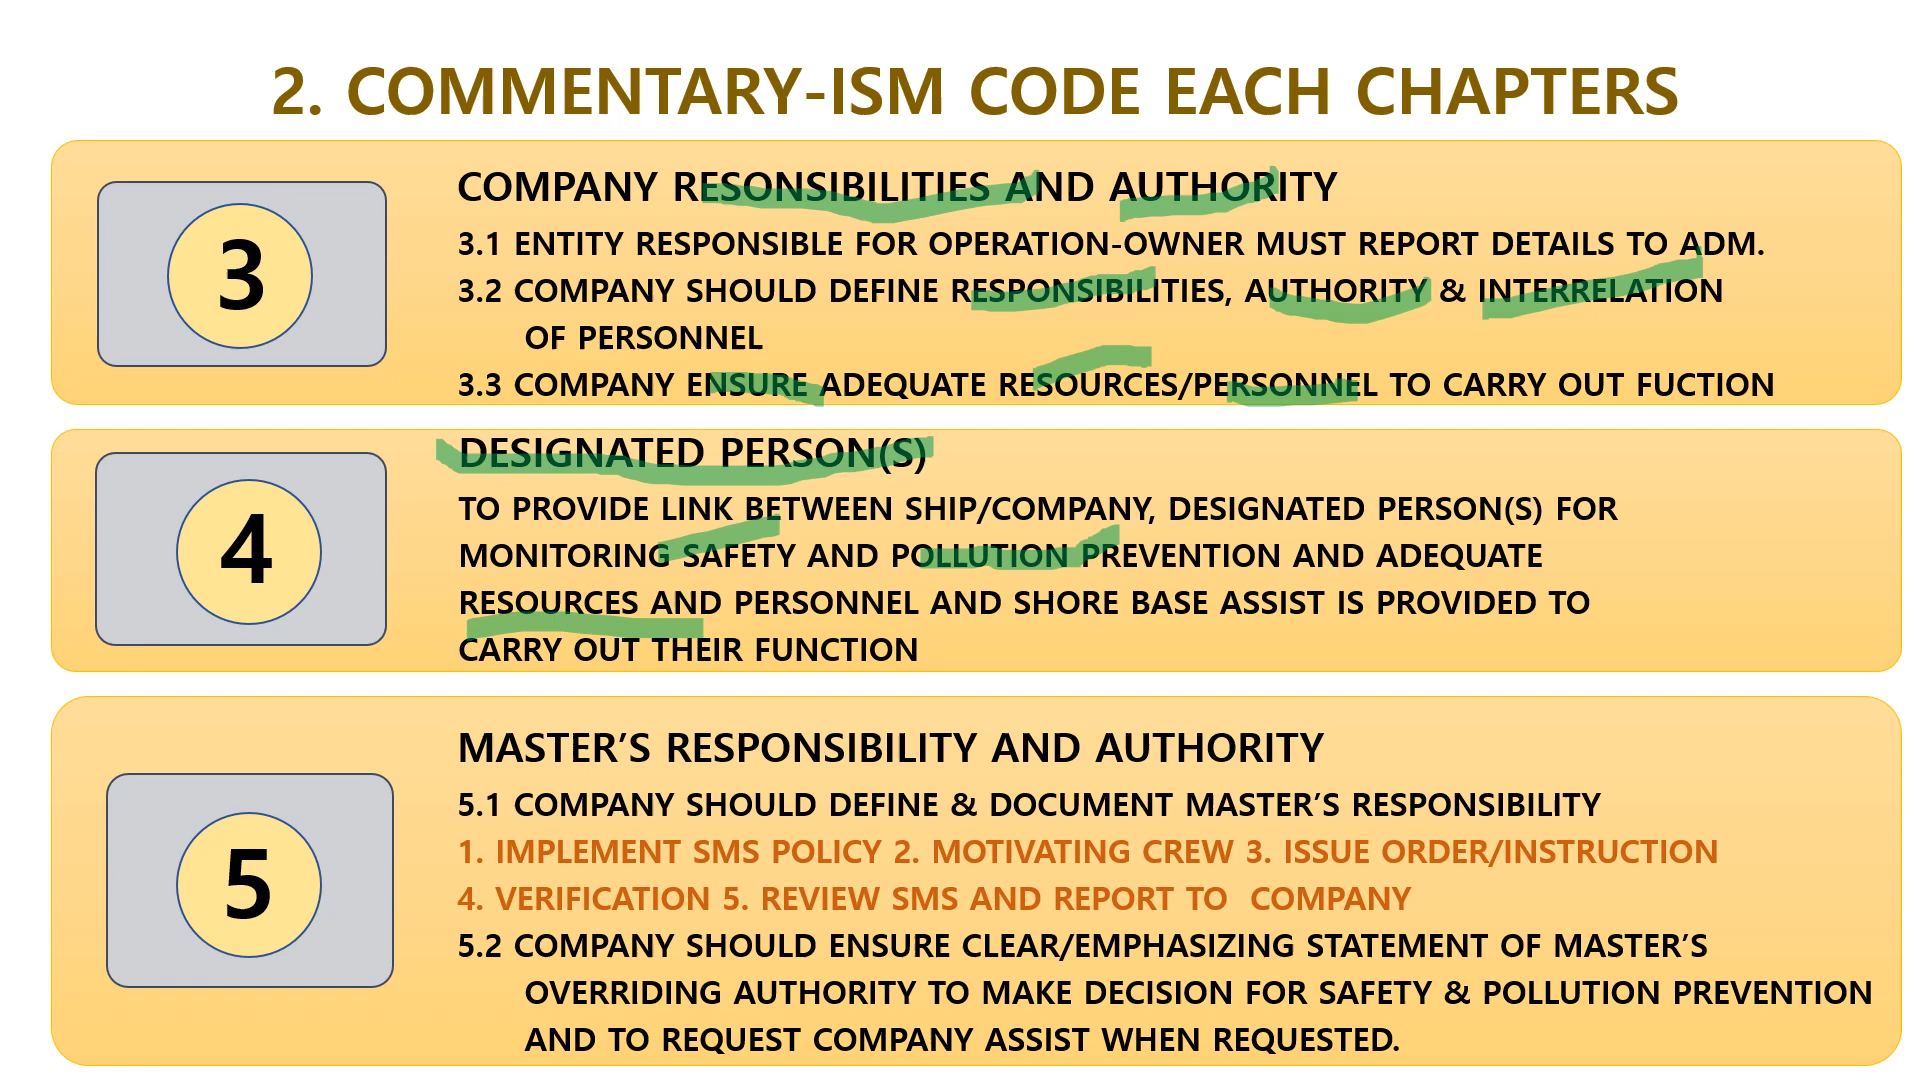 2. COMMENTARY-ISM CODE EACH CHAPTERS
3
COMPANY RESONSIBILITIES AND AUTHORITY
3.1 ENTITY RESPONSIBLE FOR OPERATION-OWNER MUST REPORT DETAILS TO ADM.
3.2 COMPANY SHOULD DEFINE RESPONSIBILITIES, AUTHORITY & INTERRELATION
OF PERSONNEL
3.3 COMPANY ENSURE ADEQUATE RESOURCES/PERSONNEL TO CARRY OUT FUCTION
4
DESIGNATED PERSON(S)
TO PROVIDE LINK BETWEEN SHIP/COMPANY, DESIGNATED PERSON(S) FOR
MONITORING SAFETY AND POLLUTION PREVENTION AND ADEQUATE
RESOURCES AND PERSONNEL AND SHORE BASE ASSIST IS PROVIDED TO
CARRY OUT THEIR FUNCTION
5
MASTER’S RESPONSIBILITY AND AUTHORITY
5.1 COMPANY SHOULD DEFINE & DOCUMENT MASTER’S RESPONSIBILITY
1. IMPLEMENT SMS POLICY 2. MOTIVATING CREW 3. ISSUE ORDER/INSTRUCTION
4. VERIFICATION 5. REVIEW SMS AND REPORT TO  COMPANY
5.2 COMPANY SHOULD ENSURE CLEAR/EMPHASIZING STATEMENT OF MASTER’S
OVERRIDING AUTHORITY TO MAKE DECISION FOR SAFETY & POLLUTION PREVENTION
AND TO REQUEST COMPANY ASSIST WHEN REQUESTED.